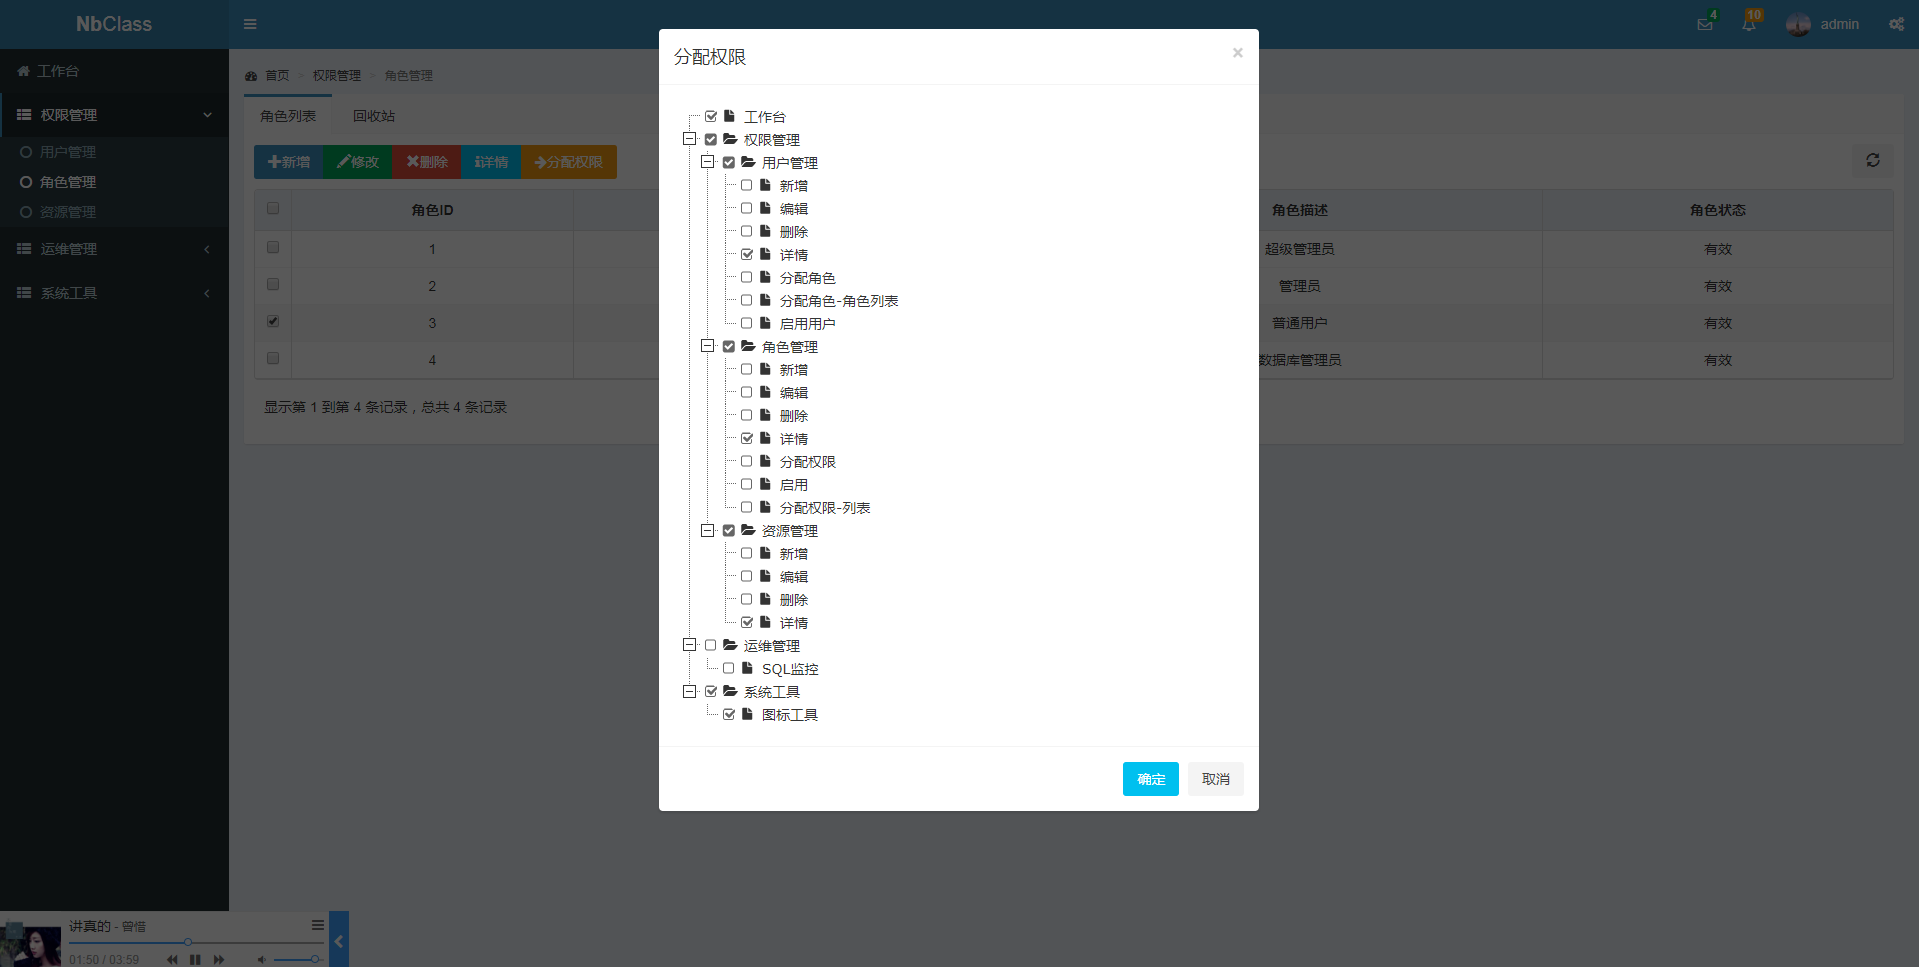 NbClass
4
10
admin
工作台
权限管理
用户管理
角色管理
资源管理
运维管理
系统工具
首页 > 权限管理 > 角色管理
角色列表 回收站
新增 修改 删除 详情 分配权限
角色ID 角色描述 角色状态
1 超级管理员 有效
2 管理员 有效
3 普通用户 有效
4 数据库管理员 有效
显示第 1 到第 4 条记录，总共 4 条记录
分配权限 ×
工作台
权限管理
用户管理
新增
编辑
删除
详情
分配角色
分配角色-角色列表
启用用户
角色管理
新增
编辑
删除
详情
分配权限
启用
分配权限-列表
资源管理
新增
编辑
删除
详情
运维管理
SQL监控
系统工具
图标工具
确定 取消
讲真的 - 曾惜
01:50 / 03:59